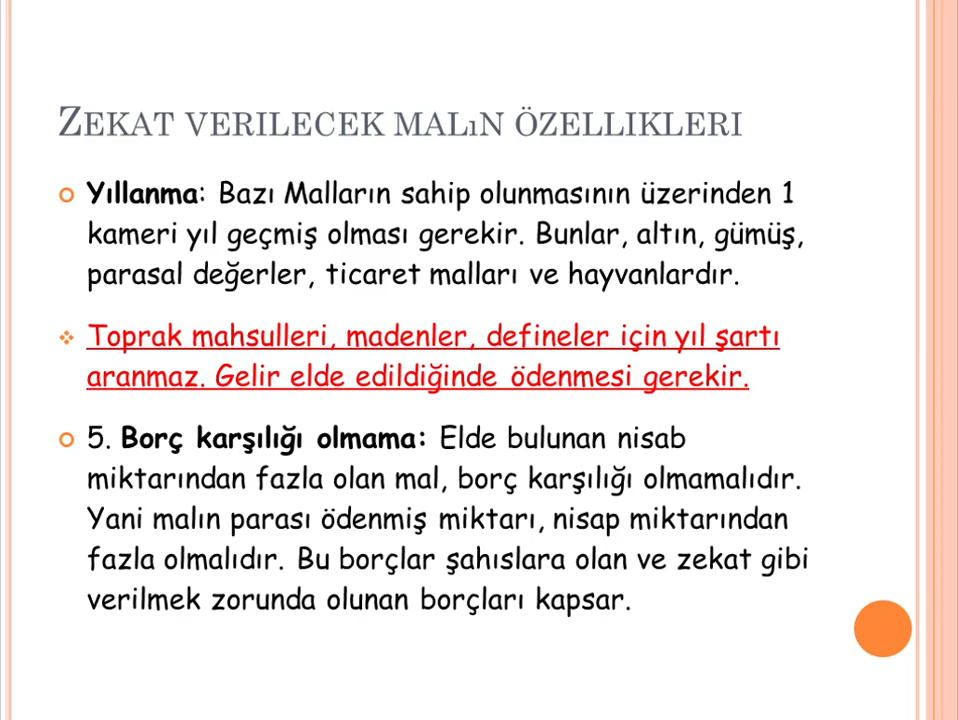 ZEKAT VERILECEK MALıN ÖZELLIKLERI
Yıllanma: Bazı Malların sahip olunmasının üzerinden 1
kameri yıl geçmiş olması gerekir. Bunlar, altın, gümüş,
parasal değerler, ticaret malları ve hayvanlardır.
Toprak mahsulleri, madenler, defineler için yıl şartı
aranmaz. Gelir elde edildiğinde ödenmesi gerekir.
5. Borç karşılığı olmama: Elde bulunan nisab
miktarından fazla olan mal, borç karşılığı olmamalıdır.
Yani malın parası ödenmiş miktarı, nisap miktarından
fazla olmalıdır. Bu borçlar şahıslara olan ve zekat gibi
verilmek zorunda olunan borçları kapsar.